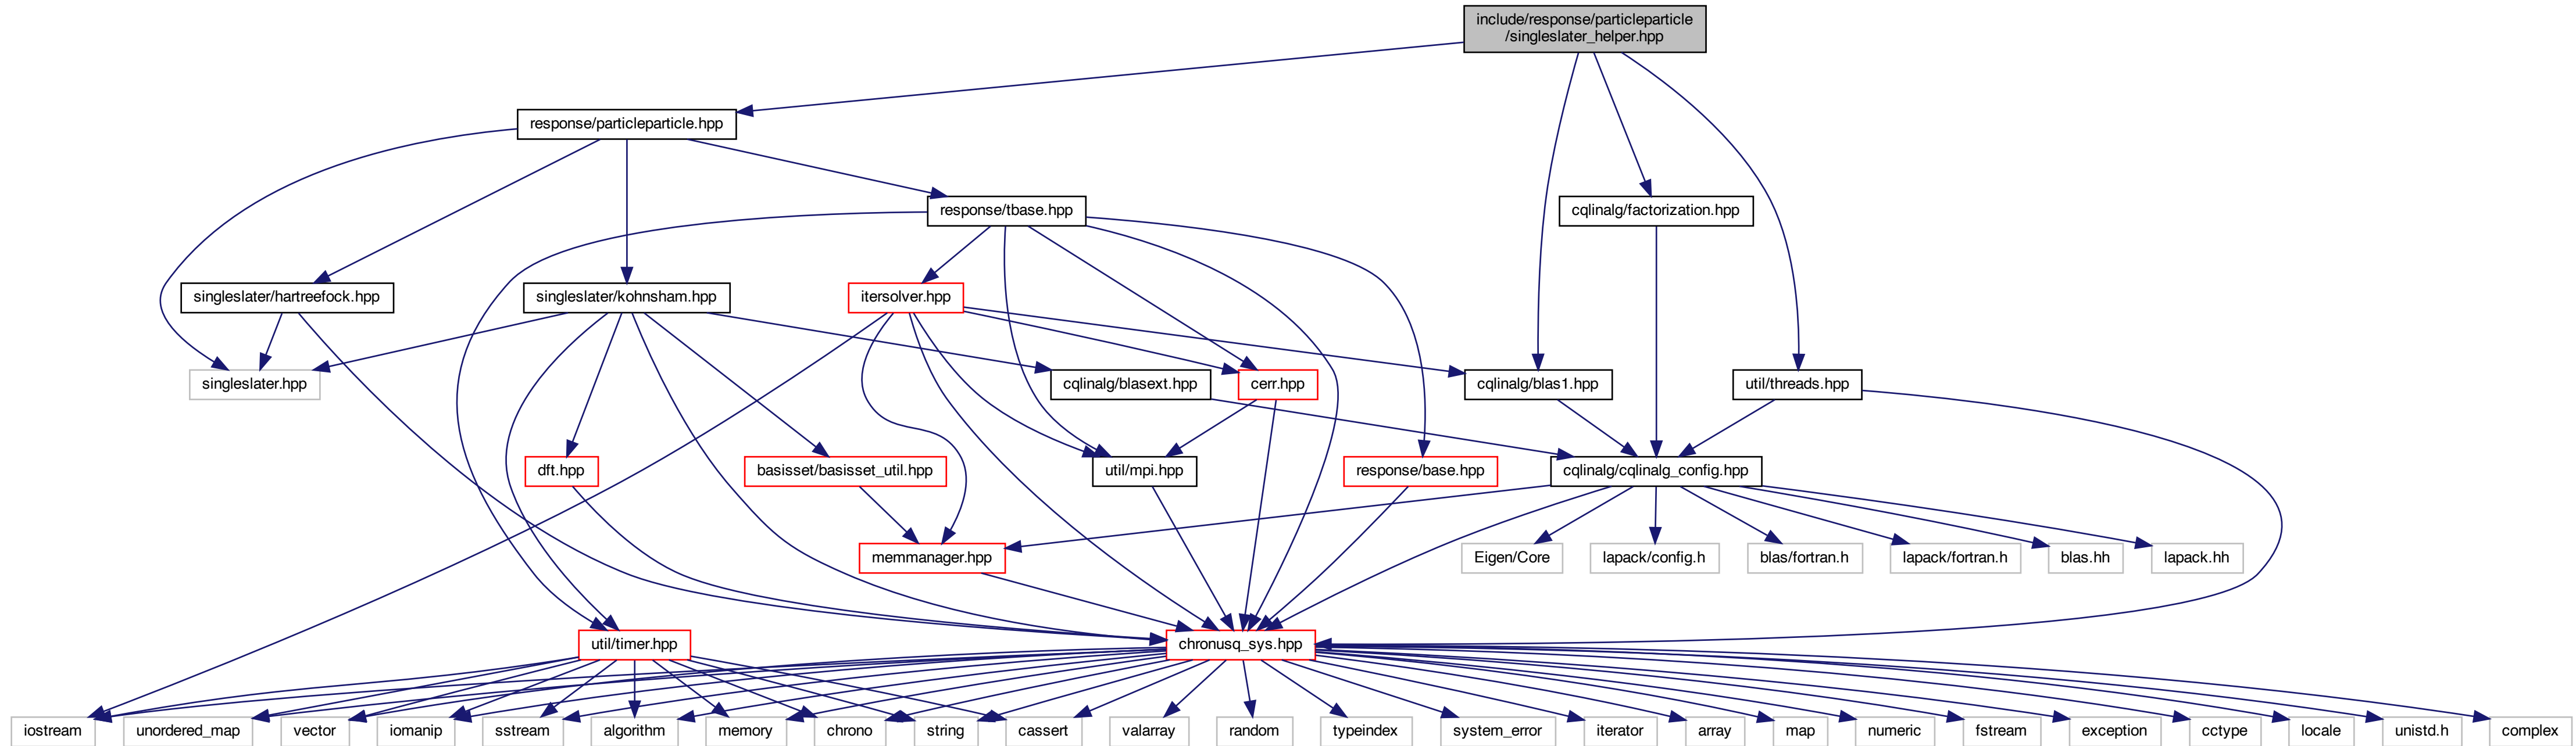 include/response/particleparticle
/singleslater_helper.hpp
response/particleparticle.hpp
response/tbase.hpp
cqlinalg/factorization.hpp
singleslater/hartreefock.hpp
singleslater/kohnsham.hpp
itersolver.hpp
singleslater.hpp
cqlinalg/blasext.hpp
cerr.hpp
cqlinalg/blas1.hpp
util/threads.hpp
dft.hpp
basisset/basisset_util.hpp
util/mpi.hpp
response/base.hpp
cqlinalg/cqlinalg_config.hpp
memmanager.hpp
Eigen/Core
lapack/config.h
blas/fortran.h
lapack/fortran.h
blas.hh
lapack.hh
util/timer.hpp
chronusq_sys.hpp
iostream
unordered_map
vector
iomanip
sstream
algorithm
memory
chrono
string
cassert
valarray
random
typeindex
system_error
iterator
array
map
numeric
fstream
exception
cctype
locale
unistd.h
complex